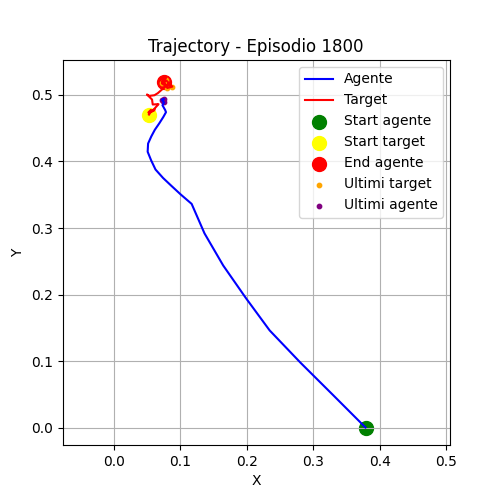 Trajectory - Episodio 1800
Agente
Target
Start agente
Start target
End agente
Ultimi target
Ultimi agente
Y
0.5
0.4
0.3
0.2
0.1
0.0
0.0 0.1 0.2 0.3 0.4 0.5
X